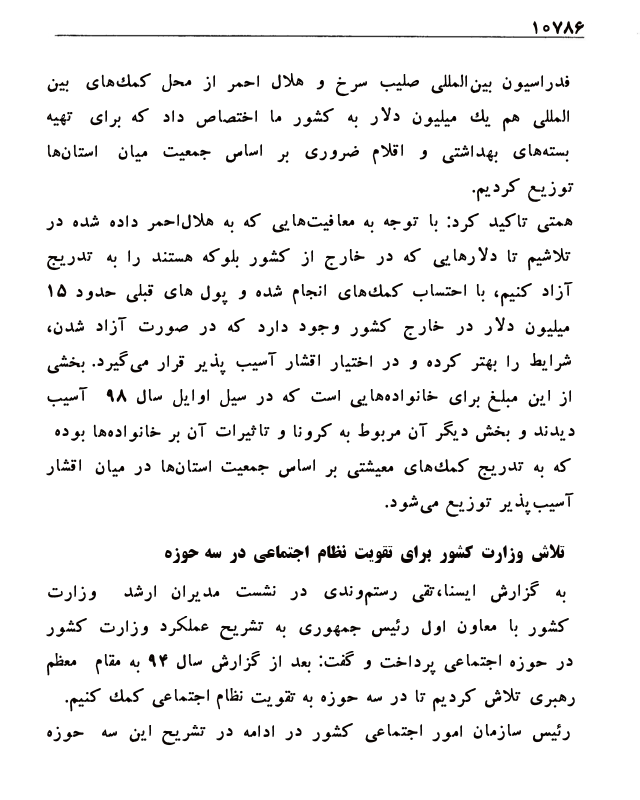 ۱۰۷۸۶
فدراسیون بین‌المللی صلیب سرخ و هلال احمر از محل کمك‌های بین
المللی هم یك میلیون دلار به کشور ما اختصاص داد که برای تهیه
بسته‌های بهداشتی و اقلام ضروری بر اساس جمعیت میان استان‌ها
توزیع کردیم.
همتی تاکید کرد: با توجه به معافیت‌هایی که به هلال‌احمر داده شده در
تلاشیم تا دلارهایی که در خارج از کشور بلوکه هستند را به تدریج
آزاد کنیم، با احتساب کمك‌های انجام شده و پول های قبلی حدود ۱۵
میلیون دلار در خارج کشور وجود دارد که در صورت آزاد شدن،
شرایط را بهتر کرده و در اختیار اقشار آسیب پذیر قرار می‌گیرد. بخشی
از این مبلغ برای خانواده‌هایی است که در سیل اوایل سال ۹۸ آسیب
دیدند و بخش دیگر آن مربوط به کرونا و تاثیرات آن بر خانواده‌ها بوده
که به تدریج کمك‌های معیشتی بر اساس جمعیت استان‌ها در میان اقشار
آسیب‌پذیر توزیع می‌شود.
تلاش وزارت کشور برای تقویت نظام اجتماعی در سه حوزه
به گزارش ایسنا،تقی رستم‌وندی در نشست مدیران ارشد وزارت
کشور با معاون اول رئیس جمهوری به تشریح عملکرد وزارت کشور
در حوزه اجتماعی پرداخت و گفت: بعد از گزارش سال ۹۴ به مقام معظم
رهبری تلاش کردیم تا در سه حوزه به تقویت نظام اجتماعی کمك کنیم.
رئیس سازمان امور اجتماعی کشور در ادامه در تشریح این سه حوزه